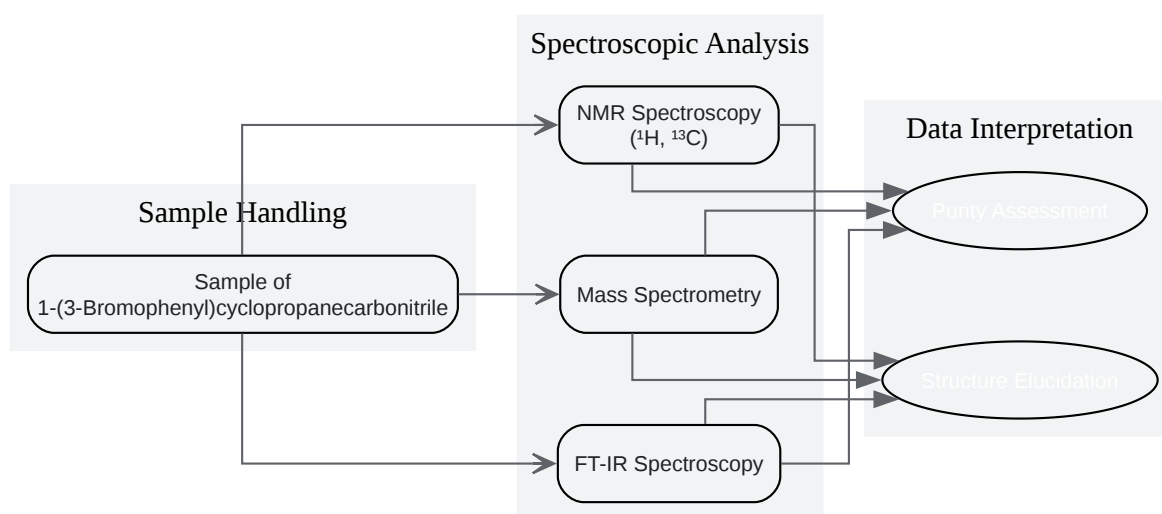 Spectroscopic Analysis
NMR Spectroscopy
(¹H, ¹³C)
Data Interpretation
Purity Assessment
Sample Handling
Sample of
1-(3-Bromophenyl)cyclopropanecarbonitrile
Mass Spectrometry
Structure Elucidation
FT-IR Spectroscopy